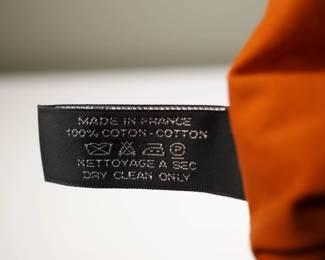 MADE IN FRANCE
100% COTON - COTTON
P
NETTOYAGE A SEC
DRY CLEAN ONLY